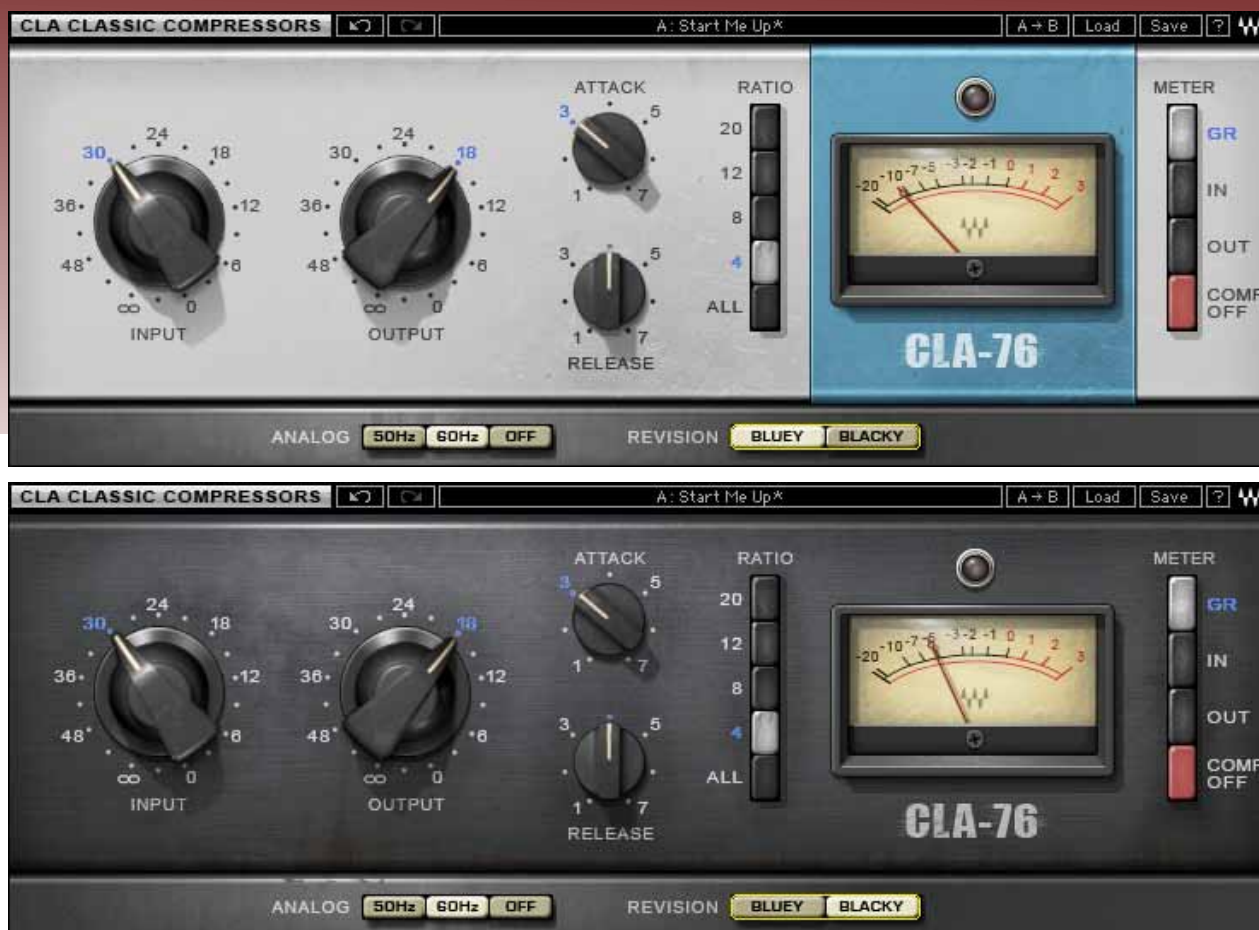 CLA CLASSIC COMPRESSORS A: Start Me Up* A→B Load Save ?
ATTACK RATIO METER
30 24 18 30 24 18 3 5 20 GR
36 12 36 12 1 7 12 IN
48 6 48 6 3 5 8 OUT
∞ 0 ∞ 0 1 7 4 COMP
INPUT OUTPUT RELEASE ALL OFF
-20 -10 -7 -5 -3 -2 -1 0 1 2 3
CLA-76
ANALOG 50Hz 60Hz OFF REVISION BLUEY BLACKY
CLA CLASSIC COMPRESSORS A: Start Me Up* A→B Load Save ?
ATTACK RATIO METER
30 24 18 30 24 18 3 5 20 GR
36 12 36 12 1 7 12 IN
48 6 48 6 3 5 8 OUT
∞ 0 ∞ 0 1 7 4 COMP
INPUT OUTPUT RELEASE ALL OFF
-20 -10 -7 -5 -3 -2 -1 0 1 2 3
CLA-76
ANALOG 50Hz 60Hz OFF REVISION BLUEY BLACKY